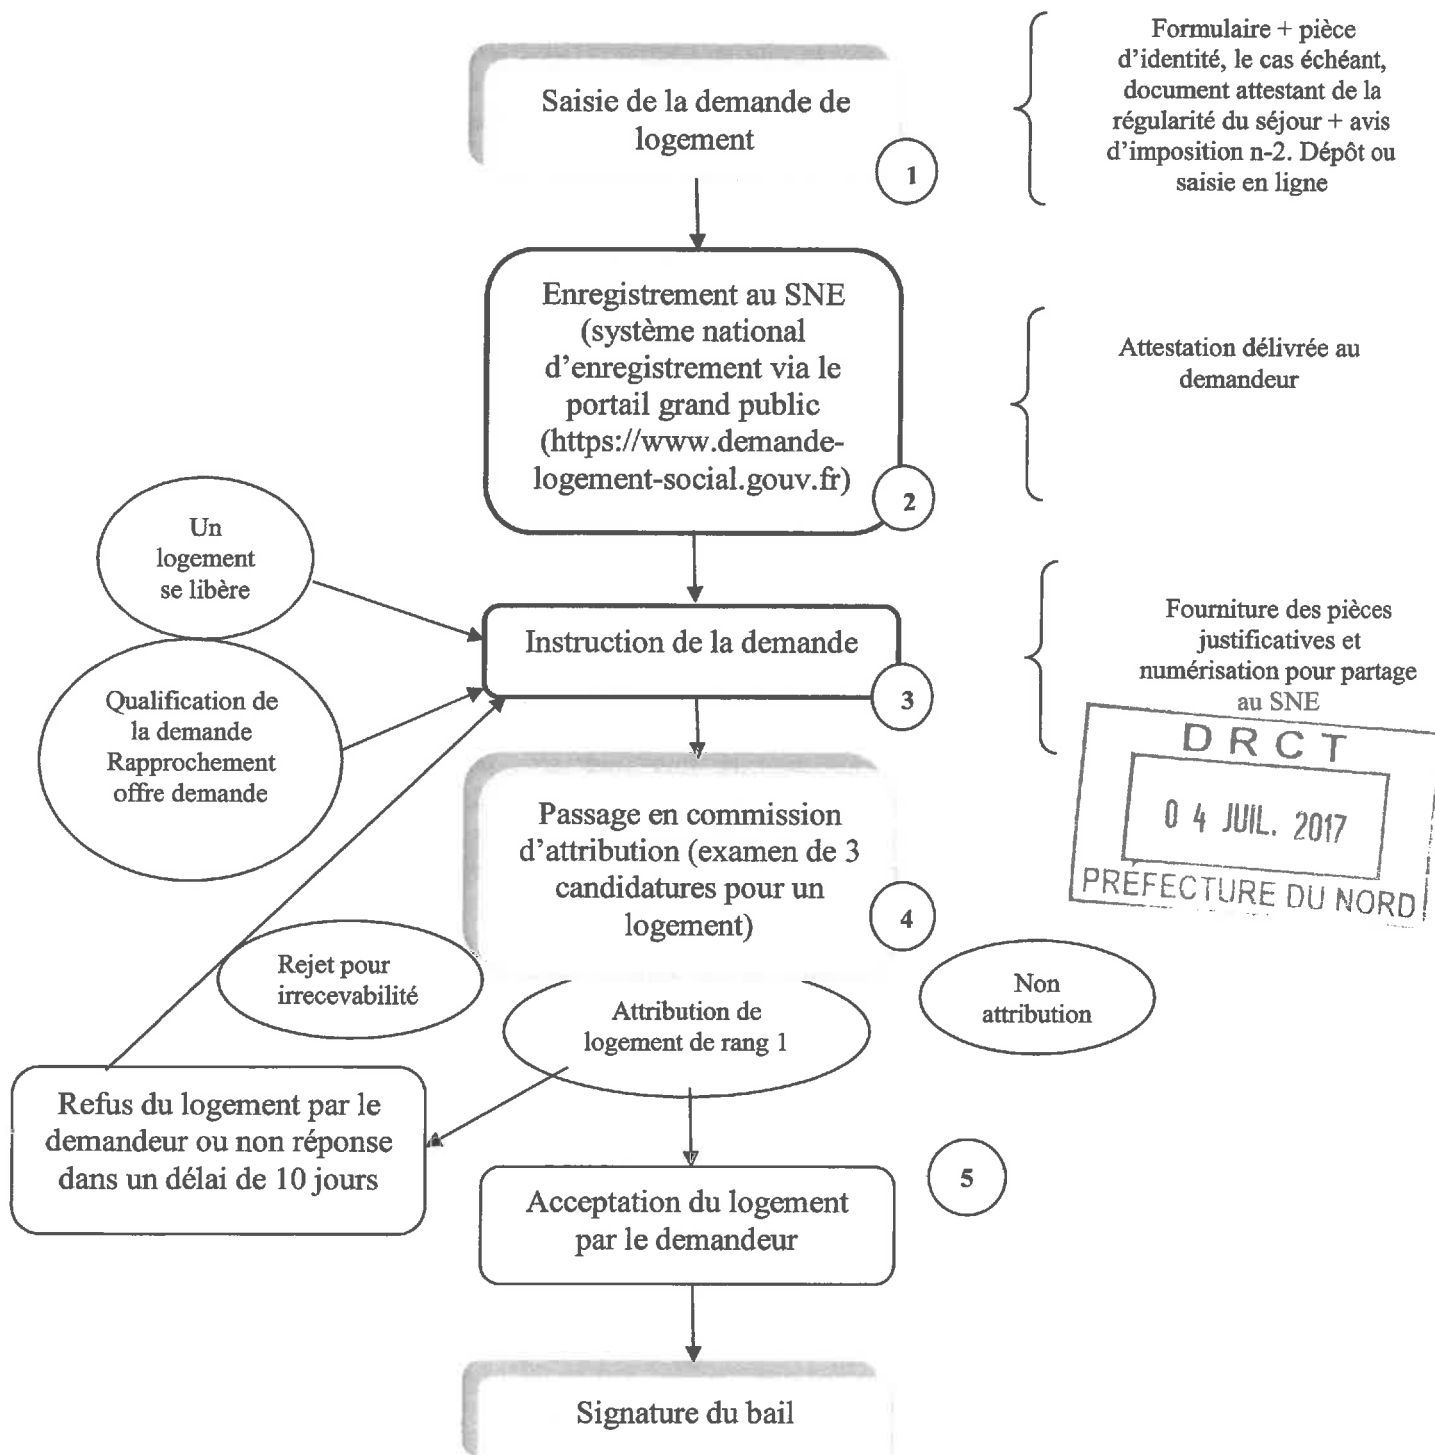 Saisie de la demande de
logement
1
Formulaire + pièce
d'identité, le cas échéant,
document attestant de la
régularité du séjour + avis
d'imposition n-2. Dépôt ou
saisie en ligne
Enregistrement au SNE
(système national
d'enregistrement via le
portail grand public
(https://www.demande-
logement-social.gouv.fr)
2
Attestation délivrée au
demandeur
Un
logement
se libère
Instruction de la demande
3
Fourniture des pièces
justificatives et
numérisation pour partage
au SNE
Qualification de
la demande
Rapprochement
offre demande
DRCT
04 JUIL. 2017
PRÉFECTURE DU NORD
Passage en commission
d'attribution (examen de 3
candidatures pour un
logement)
4
Rejet pour
irrecevabilité
Attribution de
logement de rang 1
Non
attribution
Refus du logement par le
demandeur ou non réponse
dans un délai de 10 jours
5
Acceptation du logement
par le demandeur
Signature du bail